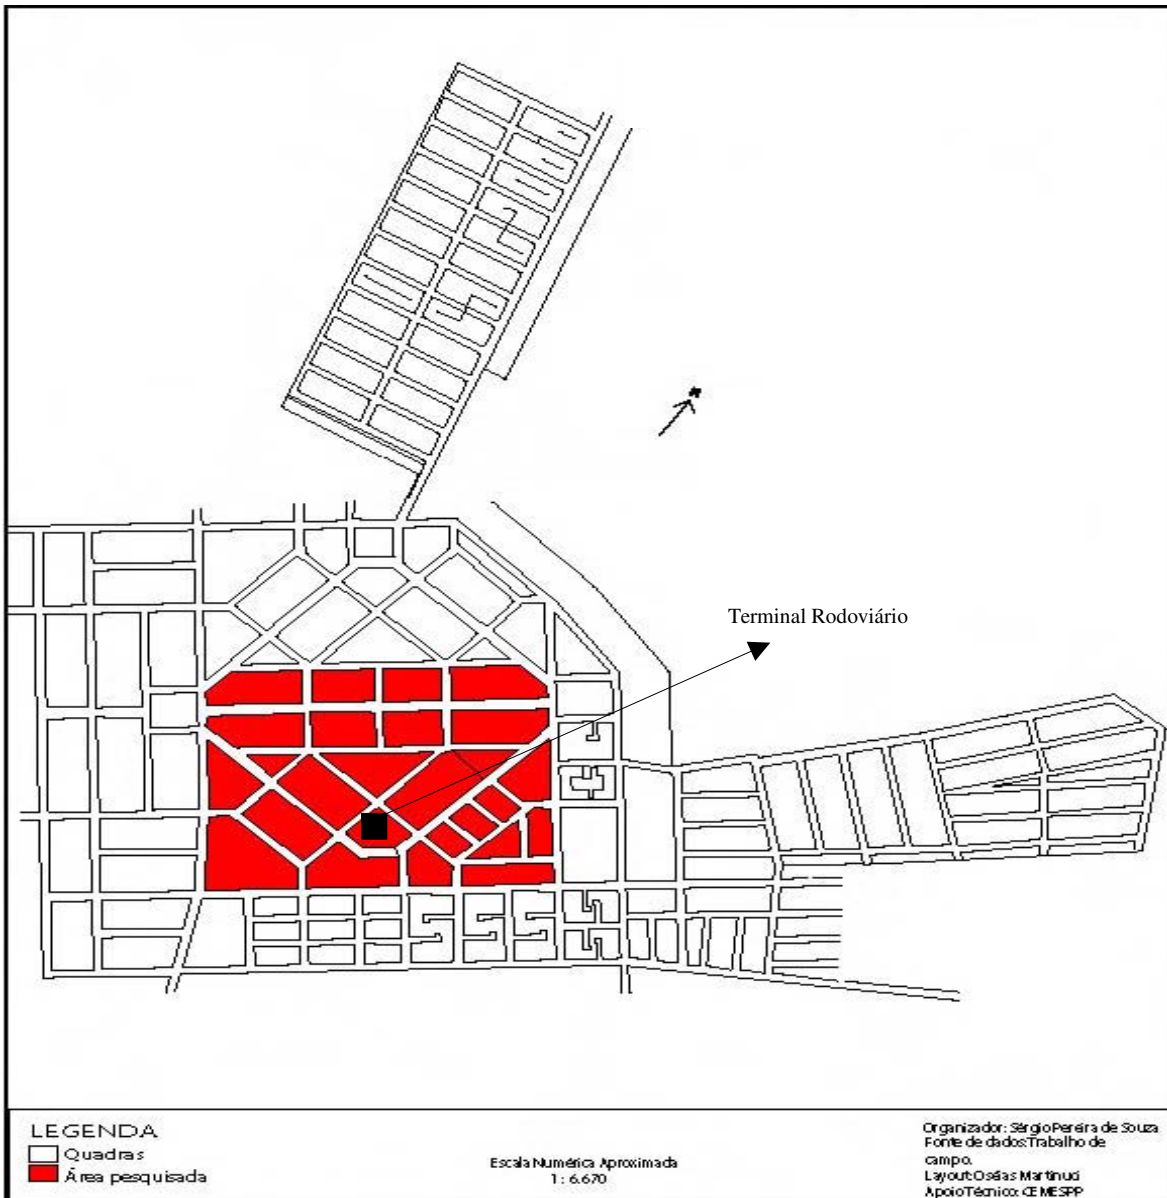 Terminal Rodoviário
LEGENDA
Quadras
Área pesquisada
Escala Numérica Aproximada
1: 6.670
Organizador: Sérgio Pereira de Souza
Fonte de dados:Trabalho de
campo.
Layout:Oséias Martinuci
Apoio Técnico: CEMESPP